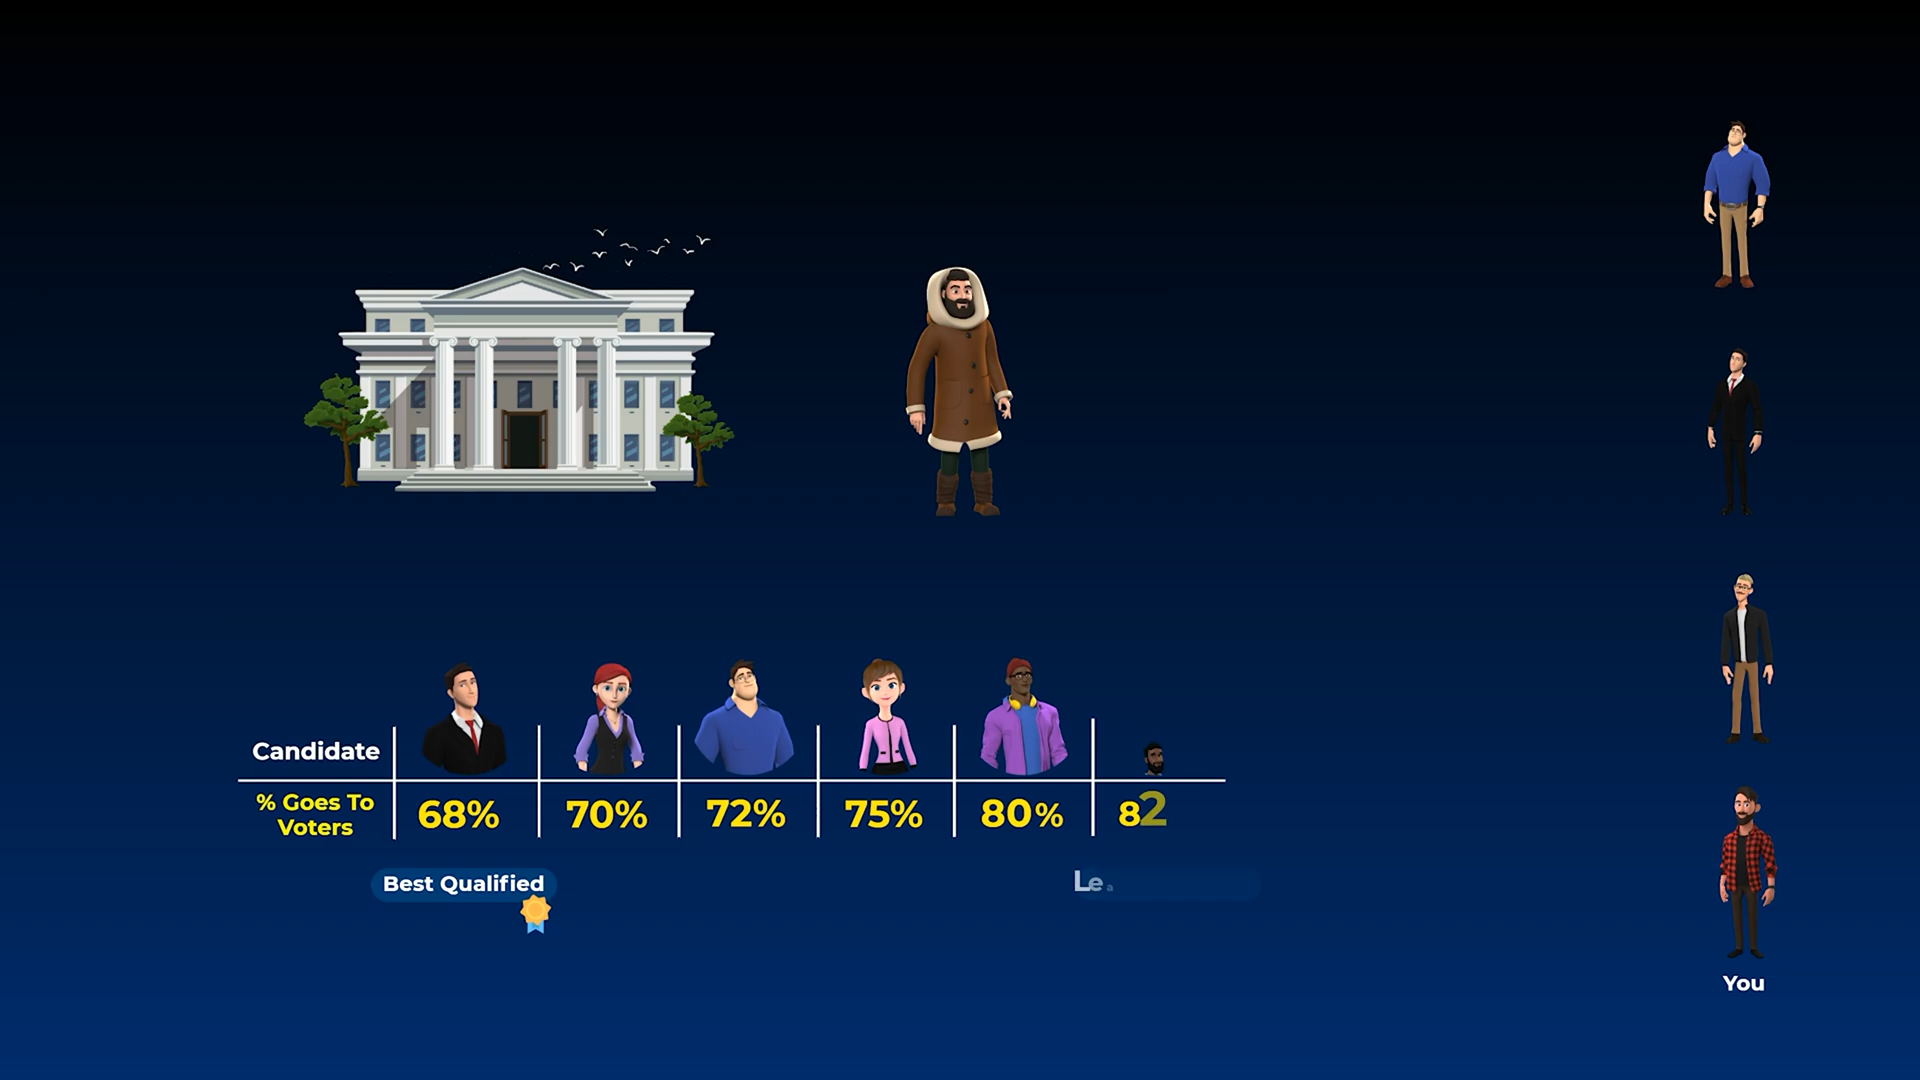 Candidate
% Goes To
Voters
68%
70%
72%
75%
80%
82
Best Qualified
Le a
You